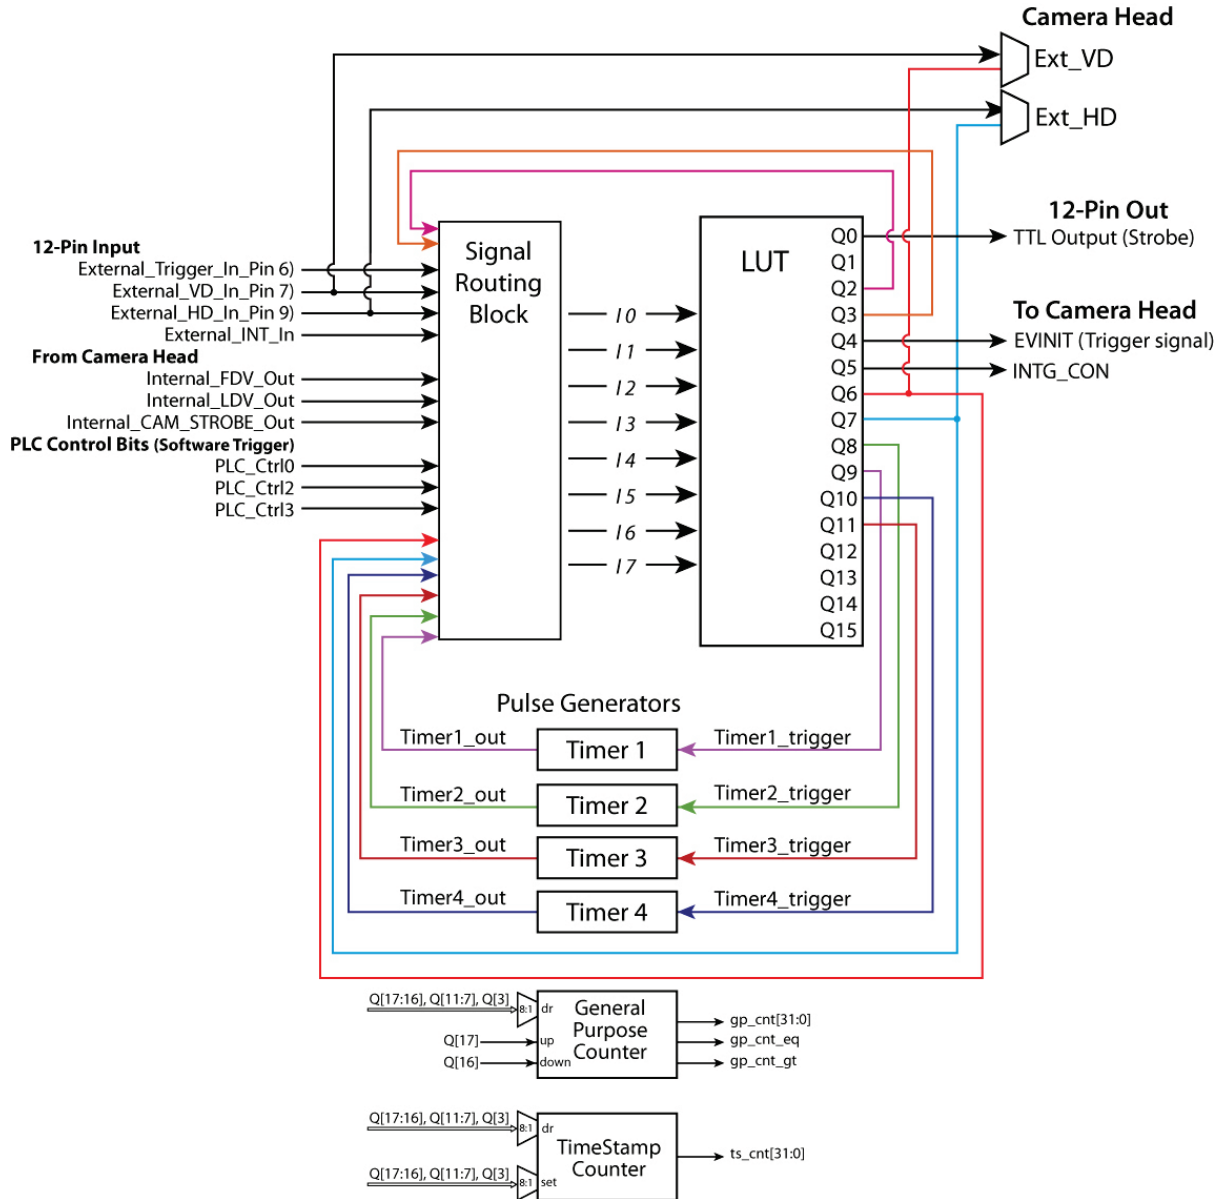 Camera Head
Ext_VD
Ext_HD
12-Pin Out
TTL Output (Strobe)
To Camera Head
EVINIT (Trigger signal)
INTG_CON
12-Pin Input
External_Trigger_In_Pin 6)
External_VD_In_Pin 7)
External_HD_In_Pin 9)
External_INT_In
From Camera Head
Internal_FDV_Out
Internal_LDV_Out
Internal_CAM_STROBE_Out
PLC Control Bits (Software Trigger)
PLC_Ctrl0
PLC_Ctrl2
PLC_Ctrl3
Signal
Routing
Block
I0
I1
I2
I3
I4
I5
I6
I7
LUT
Q0
Q1
Q2
Q3
Q4
Q5
Q6
Q7
Q8
Q9
Q10
Q11
Q12
Q13
Q14
Q15
Pulse Generators
Timer1_out
Timer 1
Timer1_trigger
Timer2_out
Timer 2
Timer2_trigger
Timer3_out
Timer 3
Timer3_trigger
Timer4_out
Timer 4
Timer4_trigger
Q[17:16], Q[11:7], Q[3]
8:1
dr
Q[17]
up
Q[16]
down
General
Purpose
Counter
gp_cnt[31:0]
gp_cnt_eq
gp_cnt_gt
Q[17:16], Q[11:7], Q[3]
8:1
dr
TimeStamp
Counter
Q[17:16], Q[11:7], Q[3]
8:1
set
ts_cnt[31:0]